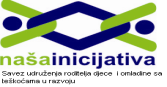 našainicijativa
Savez udruženja roditelja djece i omladine sa
teškoćama u razvoju